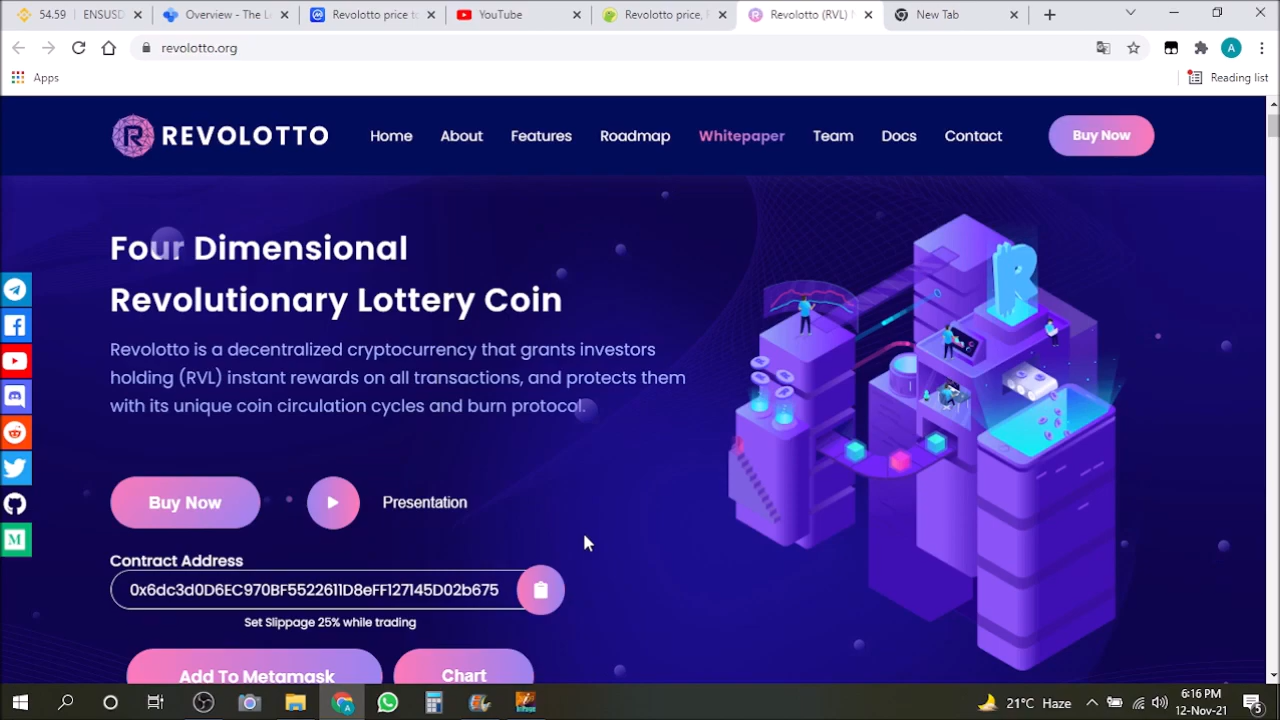 54.59 ENSUSD
Overview - The L
Revolotto price to
YouTube
Revolotto price,
Revolotto (RVL)
New Tab
revolotto.org
Apps
Reading list
REVOLOTTO
Home
About
Features
Roadmap
Whitepaper
Team
Docs
Contact
Buy Now
Four Dimensional
Revolutionary Lottery Coin
Revolotto is a decentralized cryptocurrency that grants investors
holding (RVL) instant rewards on all transactions, and protects them
with its unique coin circulation cycles and burn protocol.
Buy Now
Presentation
Contract Address
0x6dc3d0D6EC970BF5522611D8eFF127145D02b675
Set Slippage 25% while trading
Add To Metamask
Chart
21°C Haze
6:16 PM
12-Nov-21
5